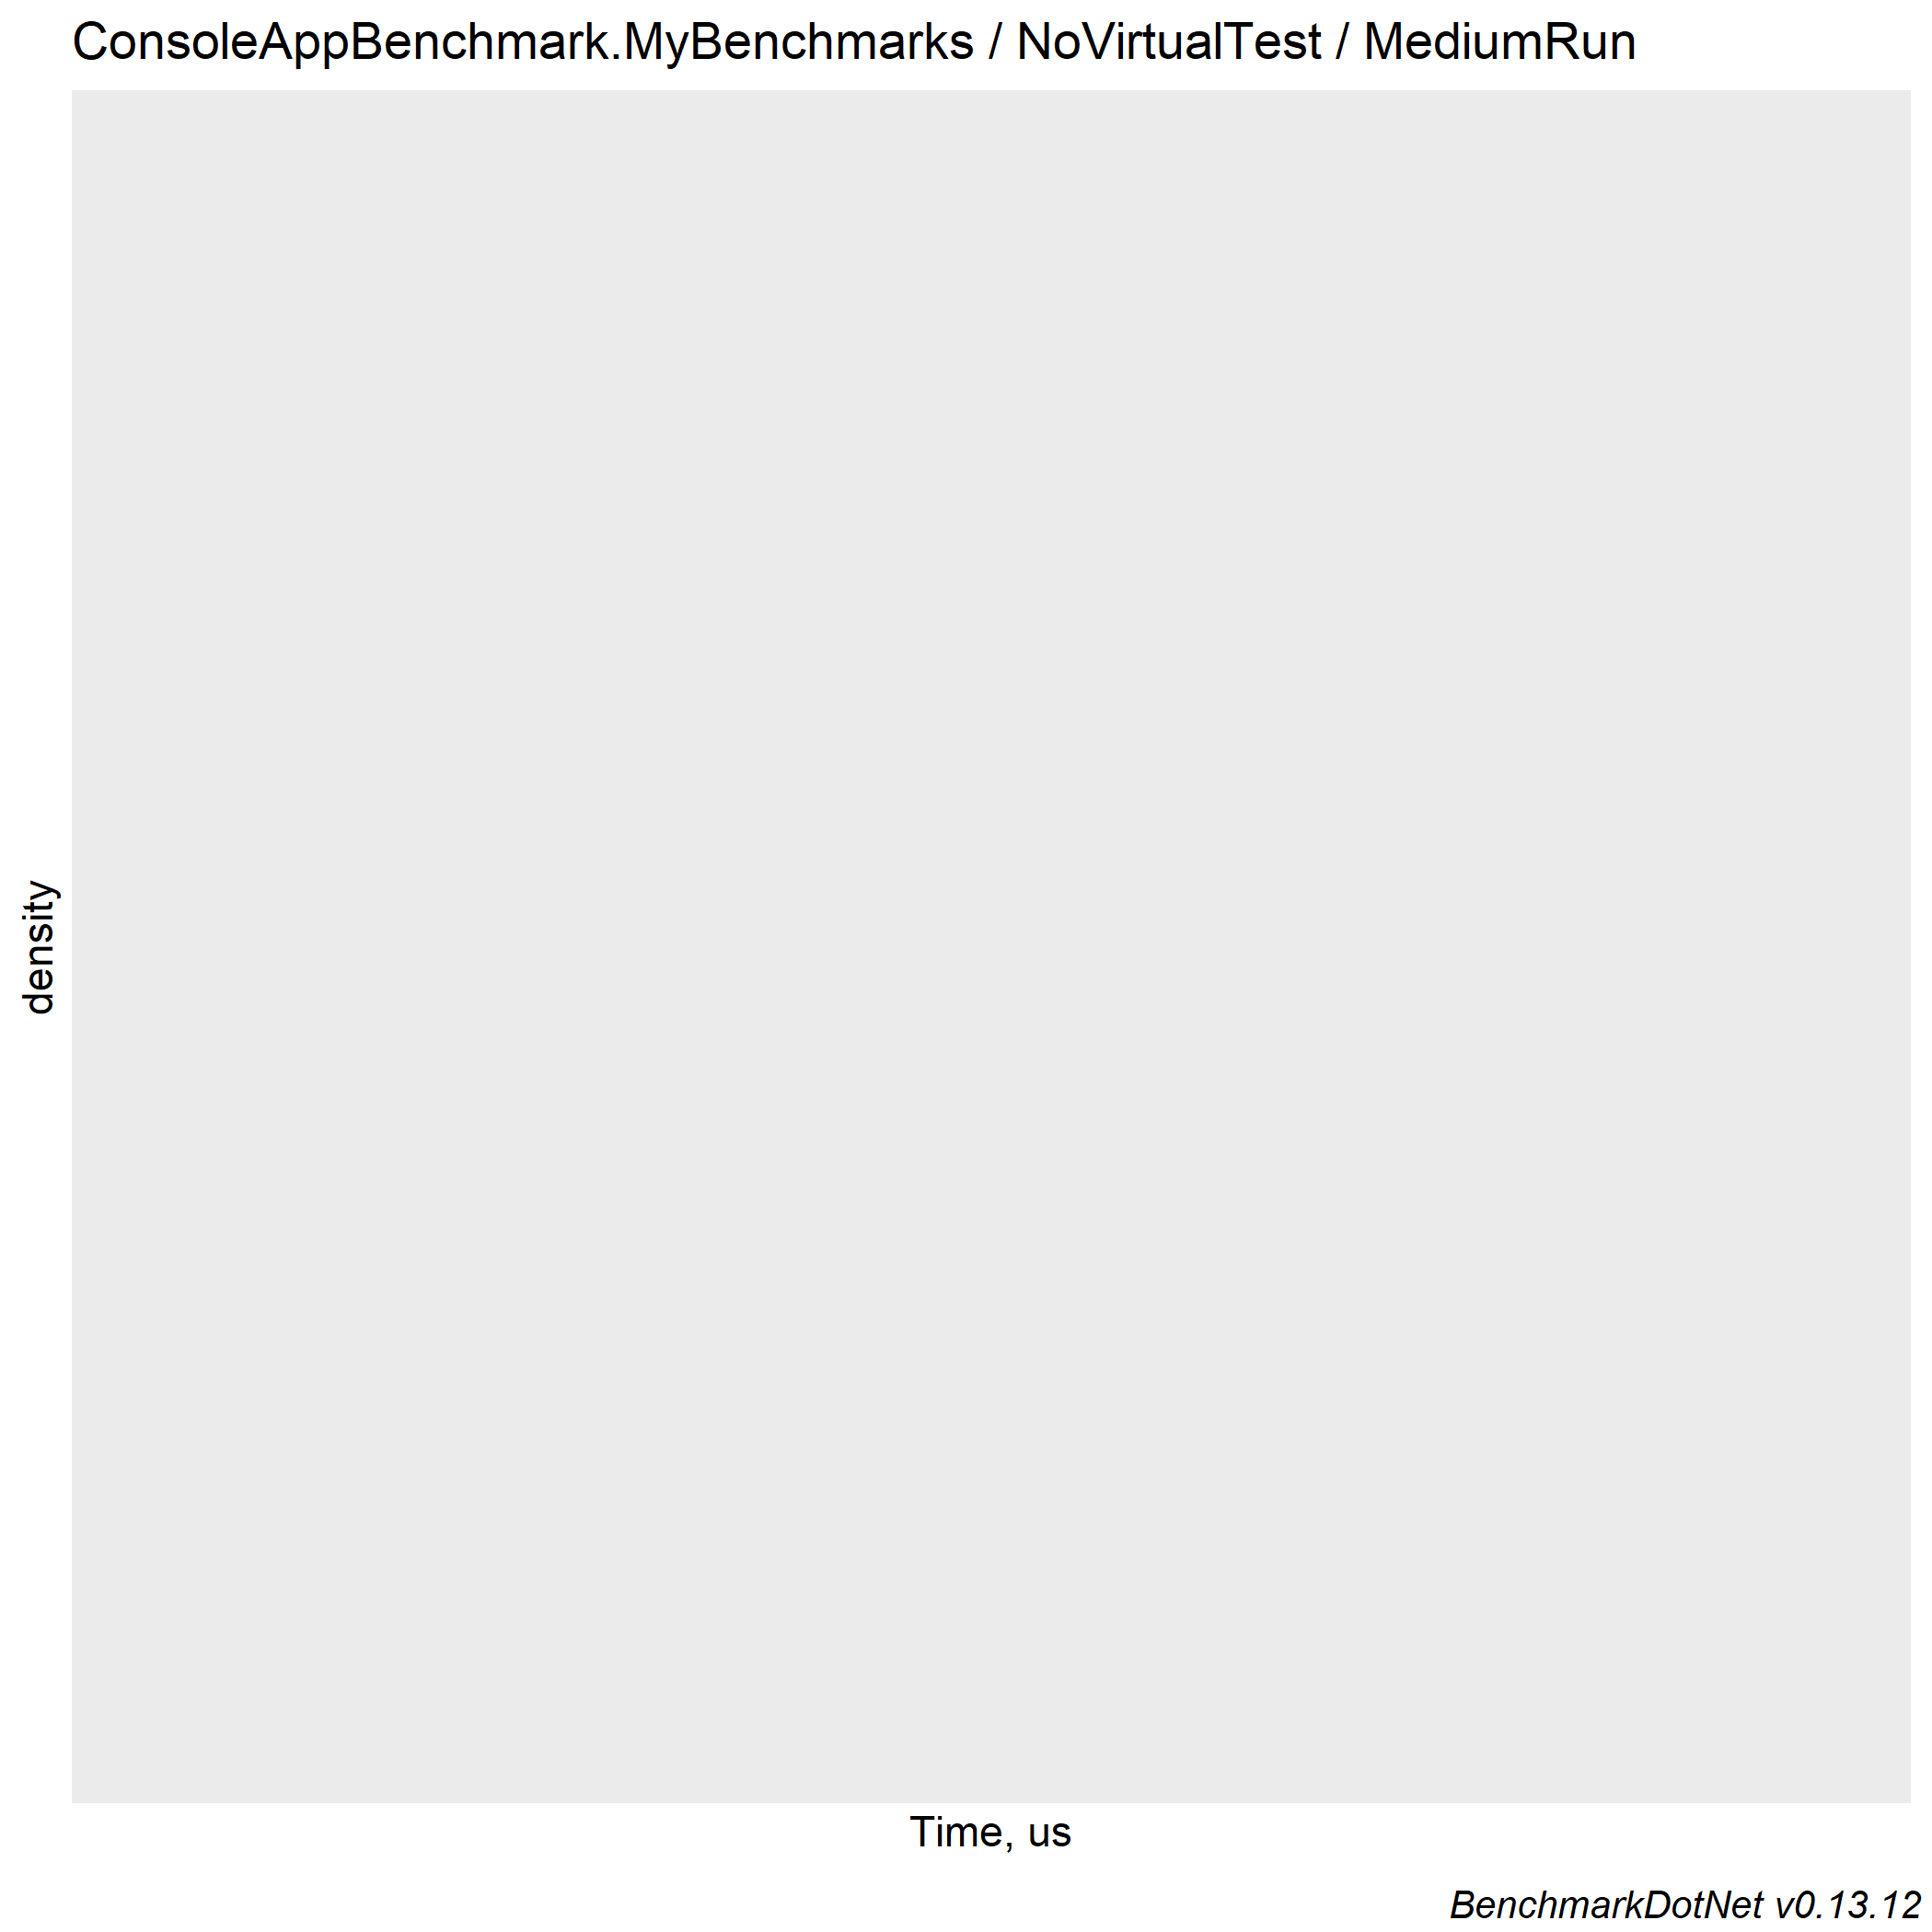 ConsoleAppBenchmark.MyBenchmarks / NoVirtualTest / MediumRun
density
Time, us
BenchmarkDotNet v0.13.12